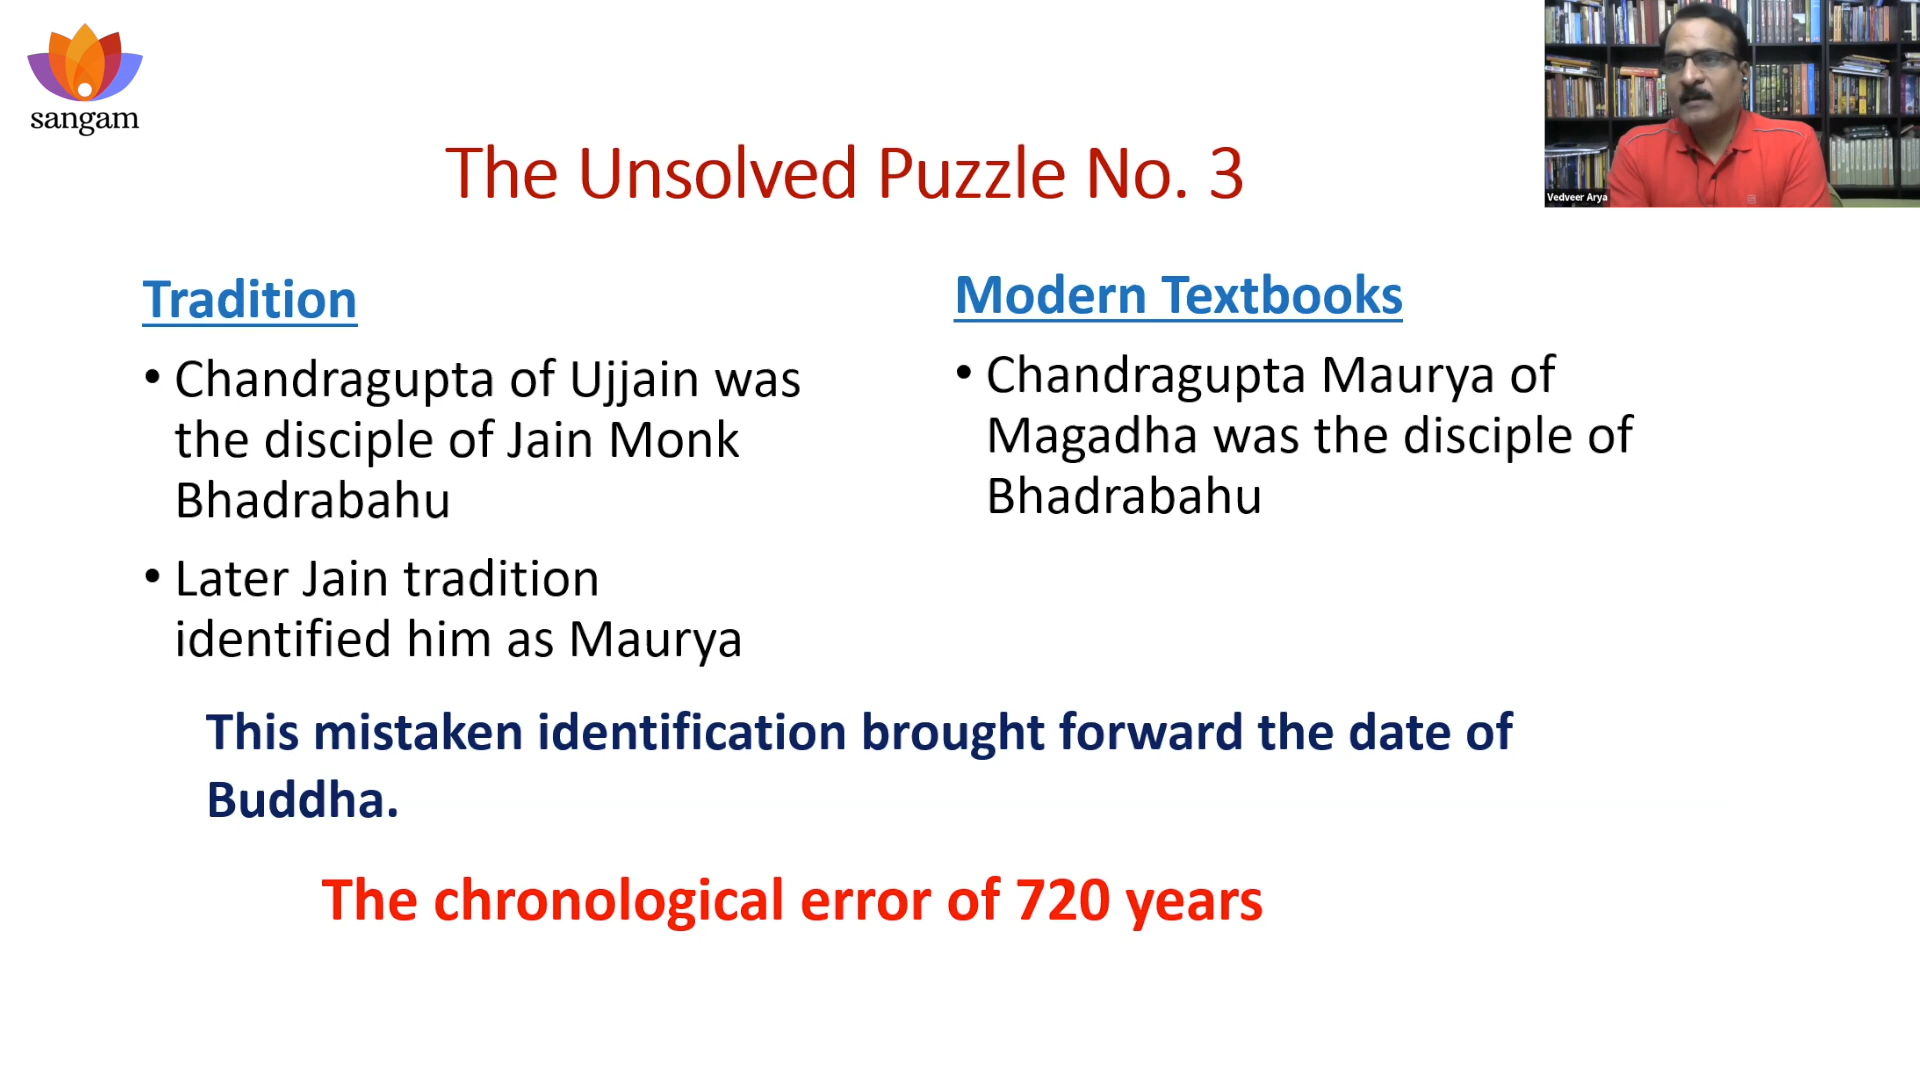 sangam
The Unsolved Puzzle No. 3
Vedveer Arya
Tradition
• Chandragupta of Ujjain was
the disciple of Jain Monk
Bhadrabahu
• Later Jain tradition
identified him as Maurya
Modern Textbooks
• Chandragupta Maurya of
Magadha was the disciple of
Bhadrabahu
This mistaken identification brought forward the date of
Buddha.
The chronological error of 720 years